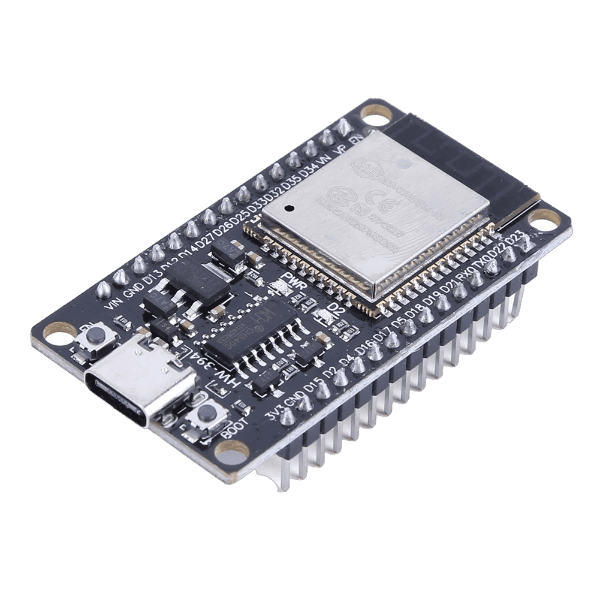 VIN GND D13 D12 D14 D27 D26 D25 D33 D32 D35 D34 VN VP EN
EN
PWR
D2
HW-394
BOOT
3V3 GND D15 D2 D4 D16 D17 D5 D18 D19 D21 RX0 TX0 D22 D23